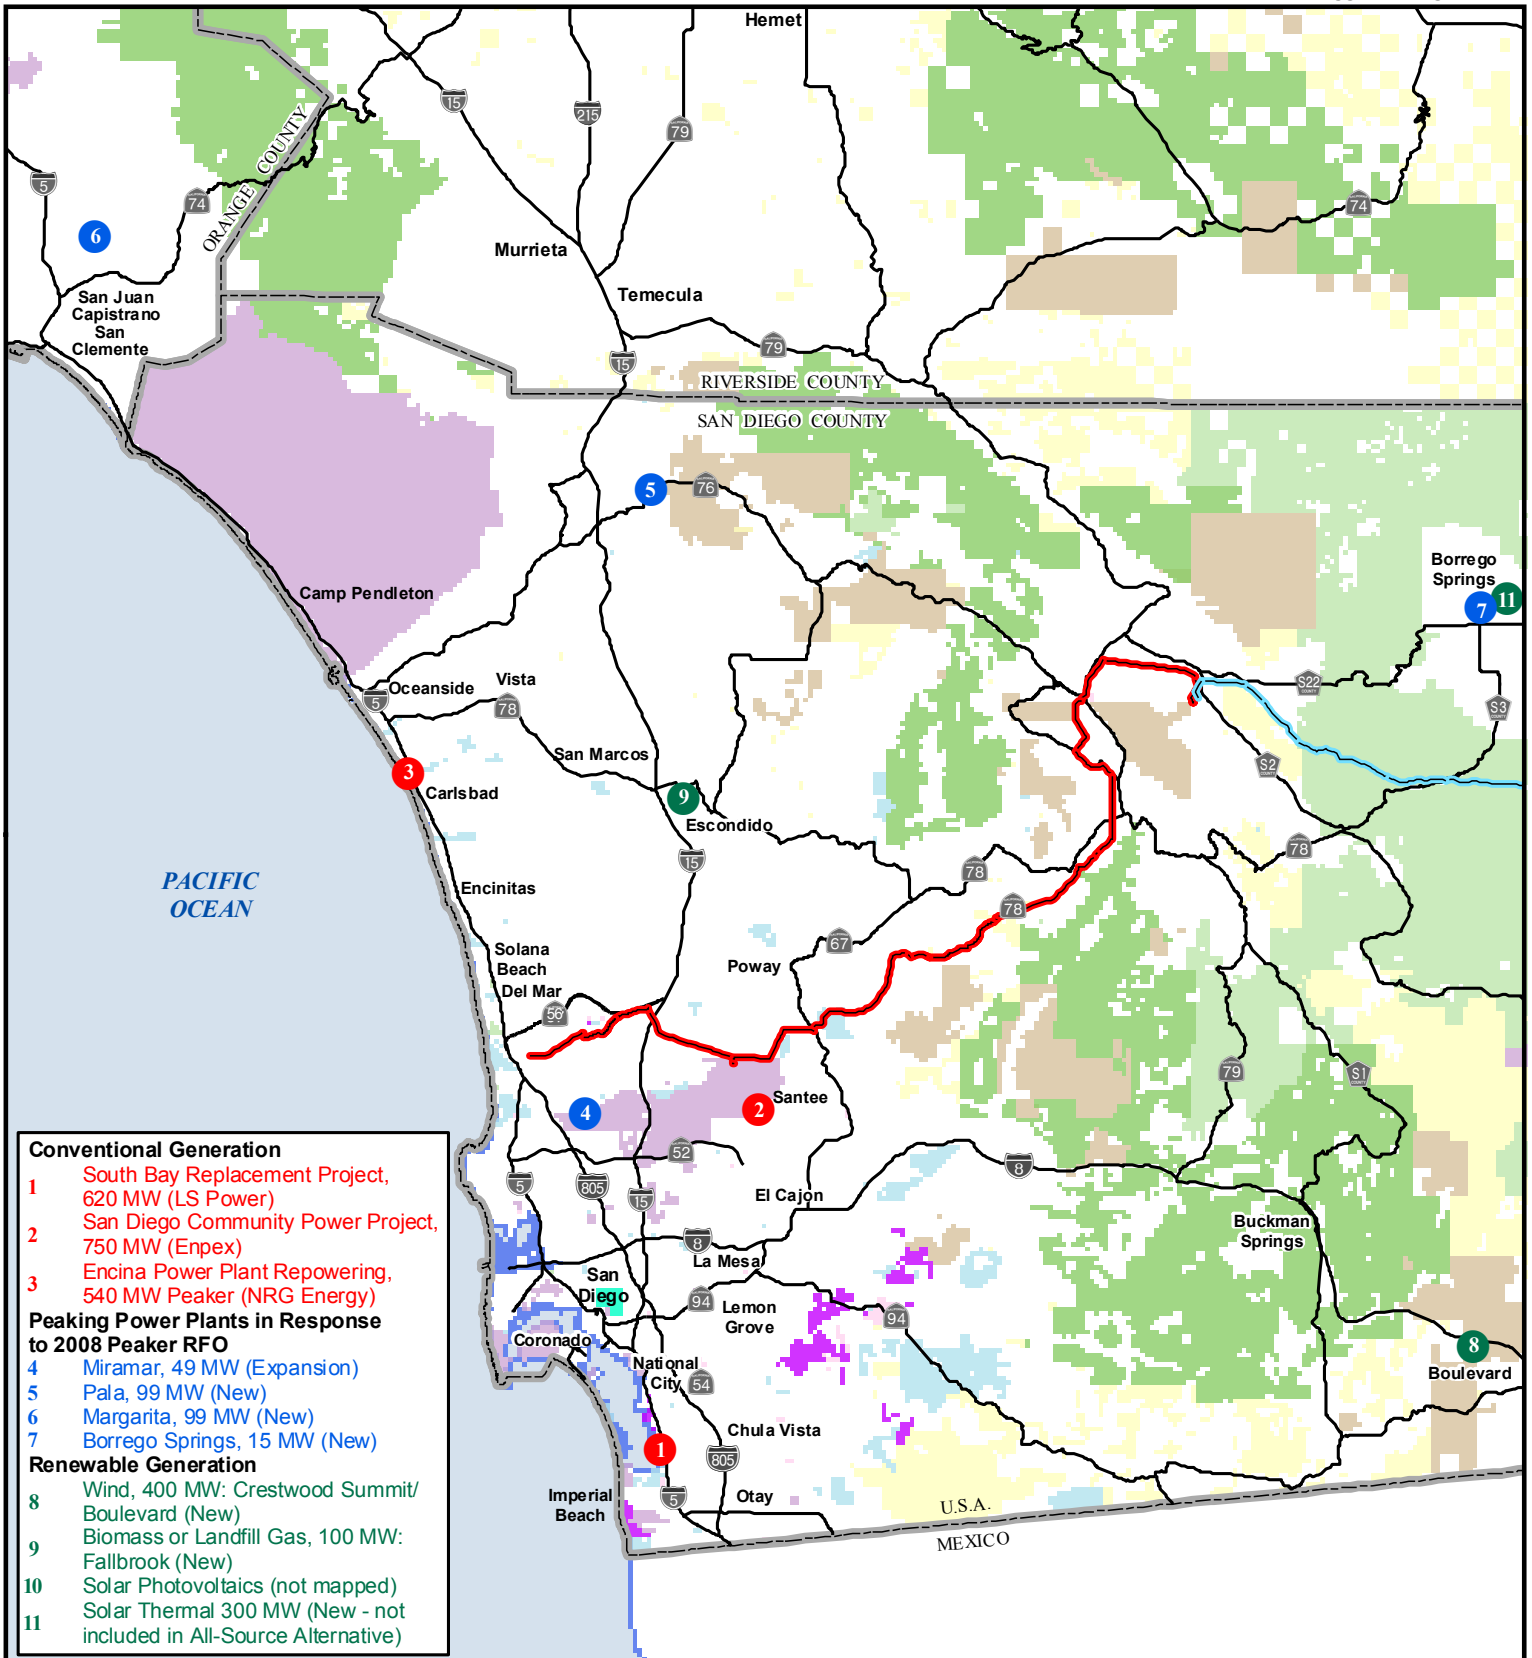 Hemet
15
215
79
5
74
ORANGE COUNTY
6
74
Murrieta
San Juan
Capistrano
San
Clemente
Temecula
79
15
RIVERSIDE COUNTY
SAN DIEGO COUNTY
5
76
Camp Pendleton
Borrego
Springs
7
11
Oceanside
Vista
5
78
S22
COUNTY
S3
COUNTY
San Marcos
3
Carlsbad
S2
COUNTY
9
Escondido
15
78
78
PACIFIC
OCEAN
Encinitas
78
67
Solana
Beach
Del Mar
Poway
56
79
S1
4
2
Santee
52
8
5
805
15
El Cajon
Buckman
Springs
8
La Mesa
San
Diego
94
Lemon
Grove
94
Coronado
National
City
54
8
Boulevard
Chula Vista
1
805
Imperial
Beach
5
Otay
U.S.A.
MEXICO
Conventional Generation
1 South Bay Replacement Project,
620 MW (LS Power)
2 San Diego Community Power Project,
750 MW (Enpex)
3 Encina Power Plant Repowering,
540 MW Peaker (NRG Energy)
Peaking Power Plants in Response
to 2008 Peaker RFO
4 Miramar, 49 MW (Expansion)
5 Pala, 99 MW (New)
6 Margarita, 99 MW (New)
7 Borrego Springs, 15 MW (New)
Renewable Generation
8 Wind, 400 MW: Crestwood Summit/
Boulevard (New)
9 Biomass or Landfill Gas, 100 MW:
Fallbrook (New)
10 Solar Photovoltaics (not mapped)
11 Solar Thermal 300 MW (New - not
included in All-Source Alternative)